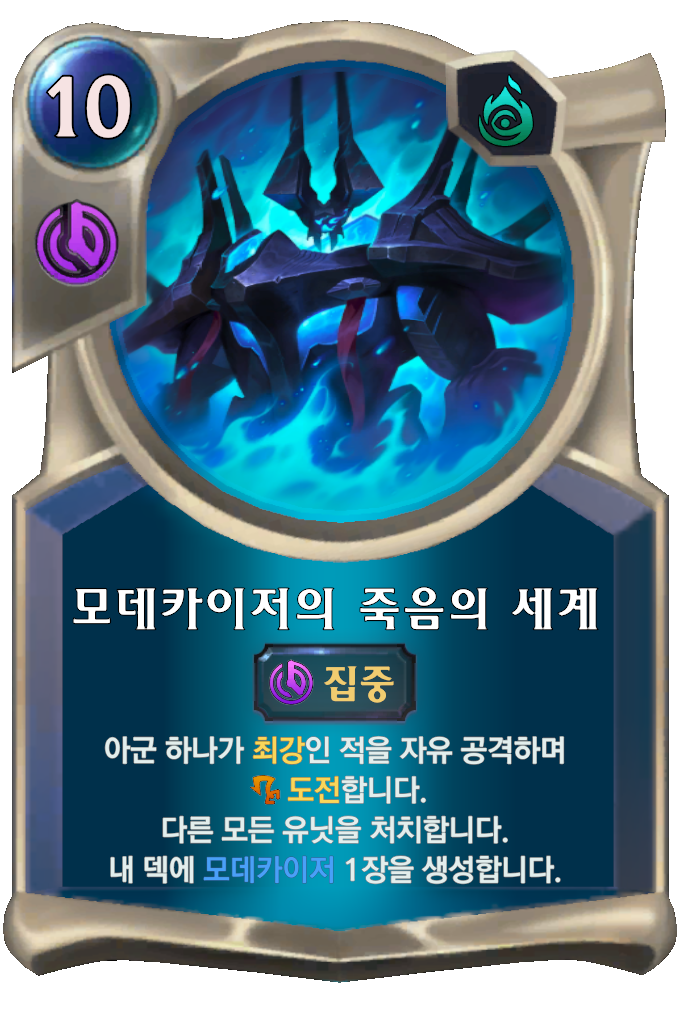 10
모데카이저의 죽음의 세계
집중
아군 하나가 최강인 적을 자유 공격하며
도전합니다.
다른 모든 유닛을 처치합니다.
내 덱에 모데카이저 1장을 생성합니다.